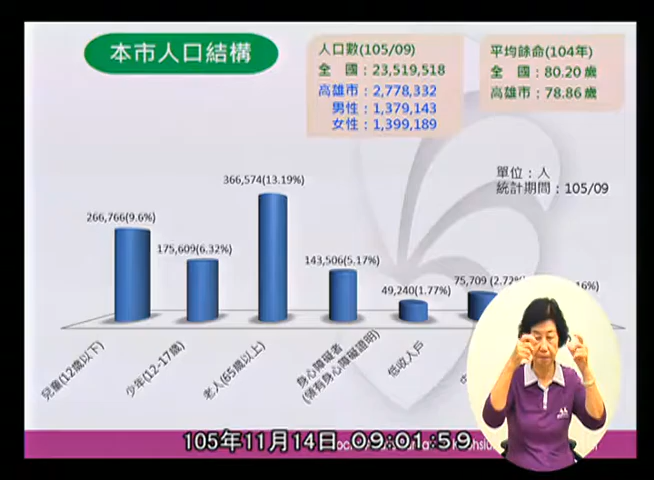 本市人口結構
人口數(105/09)
全　國：23,519,518
高雄市：2,778,332
男性：1,379,143
女性：1,399,189
平均餘命(104年)
全　國：80.20 歲
高雄市：78.86 歲
單位：人
統計期間：105/09
266,766(9.6%)
175,609(6.32%)
366,574(13.19%)
143,506(5.17%)
49,240(1.77%)
75,709 (2.72%
16%)
兒童(12歲以下)
少年(12-17歲)
老人(65歲以上)
身心障礙者
(領有身心障礙證明)
低收入戶
105年11月14日 09:01:59